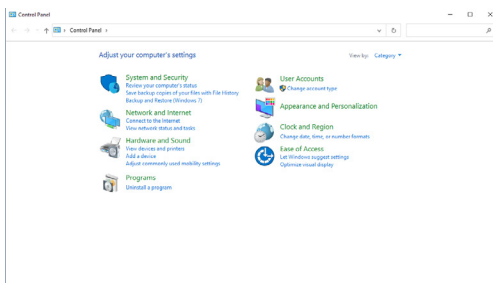 Control Panel
Control Panel
Adjust your computer's settings
View by: Category
System and Security
Review your computer's status
Save backup copies of your files with File History
Backup and Restore (Windows 7)
Network and Internet
Connect to the Internet
View network status and tasks
Hardware and Sound
View devices and printers
Add a device
Adjust commonly used mobility settings
Programs
Uninstall a program
User Accounts
Change account type
Appearance and Personalization
Clock and Region
Change date, time, or number formats
Ease of Access
Let Windows suggest settings
Optimize visual display